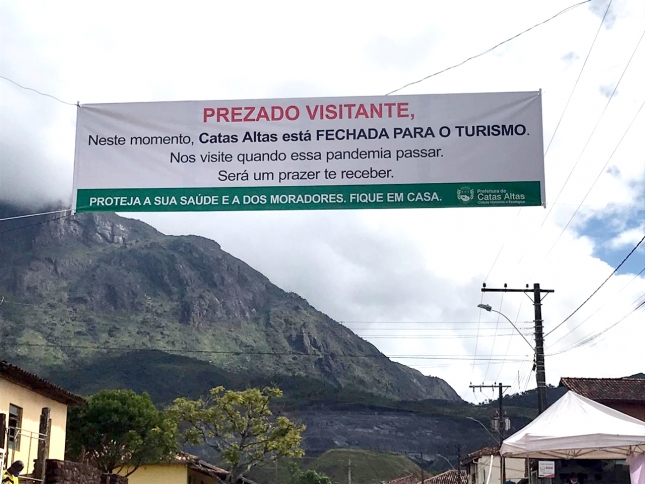 PREZADO VISITANTE,
Neste momento, Catas Altas está FECHADA PARA O TURISMO.
Nos visite quando essa pandemia passar.
Será um prazer te receber.
PROTEJA A SUA SAÚDE E A DOS MORADORES. FIQUE EM CASA.
Prefeitura de
Catas Altas